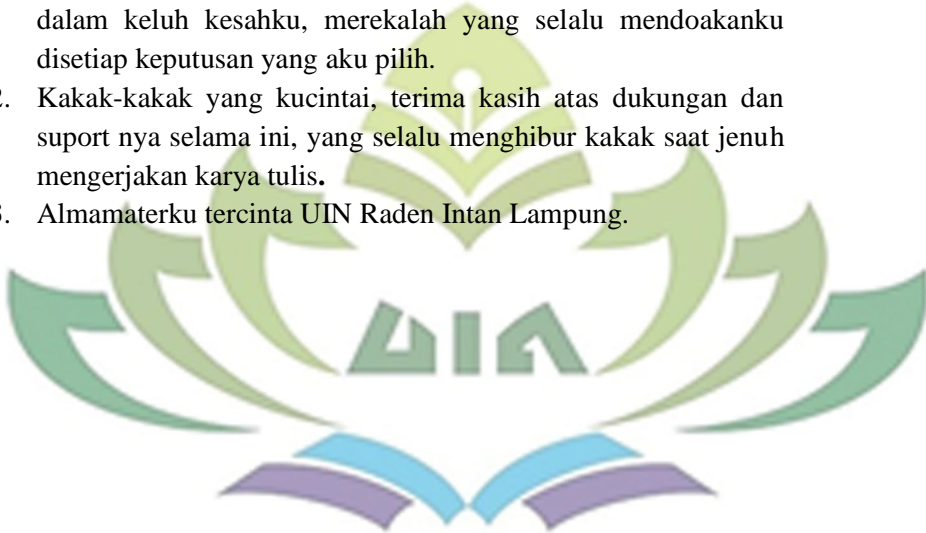 dalam keluh kesahku, merekalah yang selalu mendoakanku
disetiap keputusan yang aku pilih.
2. Kakak-kakak yang kucintai, terima kasih atas dukungan dan
suport nya selama ini, yang selalu menghibur kakak saat jenuh
mengerjakan karya tulis.
3. Almamaterku tercinta UIN Raden Intan Lampung.
UIN